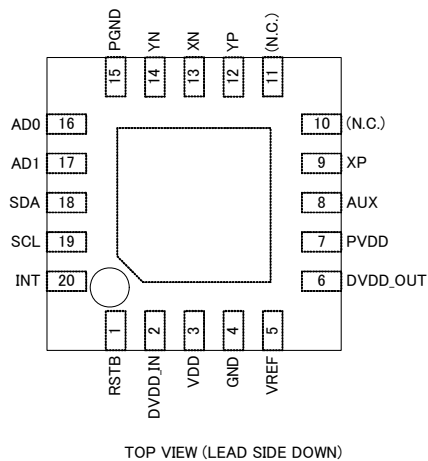 PGND YN XN YP (N.C.)
15 14 13 12 11
AD0 16 10 (N.C.)
AD1 17 9 XP
SDA 18 8 AUX
SCL 19 7 PVDD
INT 20 6 DVDD_OUT
1 2 3 4 5
RSTB DVDD_IN VDD GND VREF
TOP VIEW (LEAD SIDE DOWN)